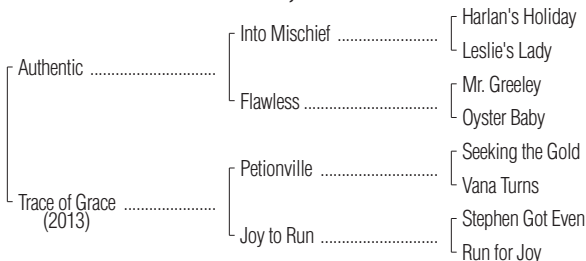 Harlan's Holiday
Into Mischief ........................
Leslie's Lady
Authentic ..............................
Mr. Greeley
Flawless ................................
Oyster Baby
Seeking the Gold
Petionville ............................
Vana Turns
Trace of Grace ......................
(2013)
Stephen Got Even
Joy to Run ............................
Run for Joy